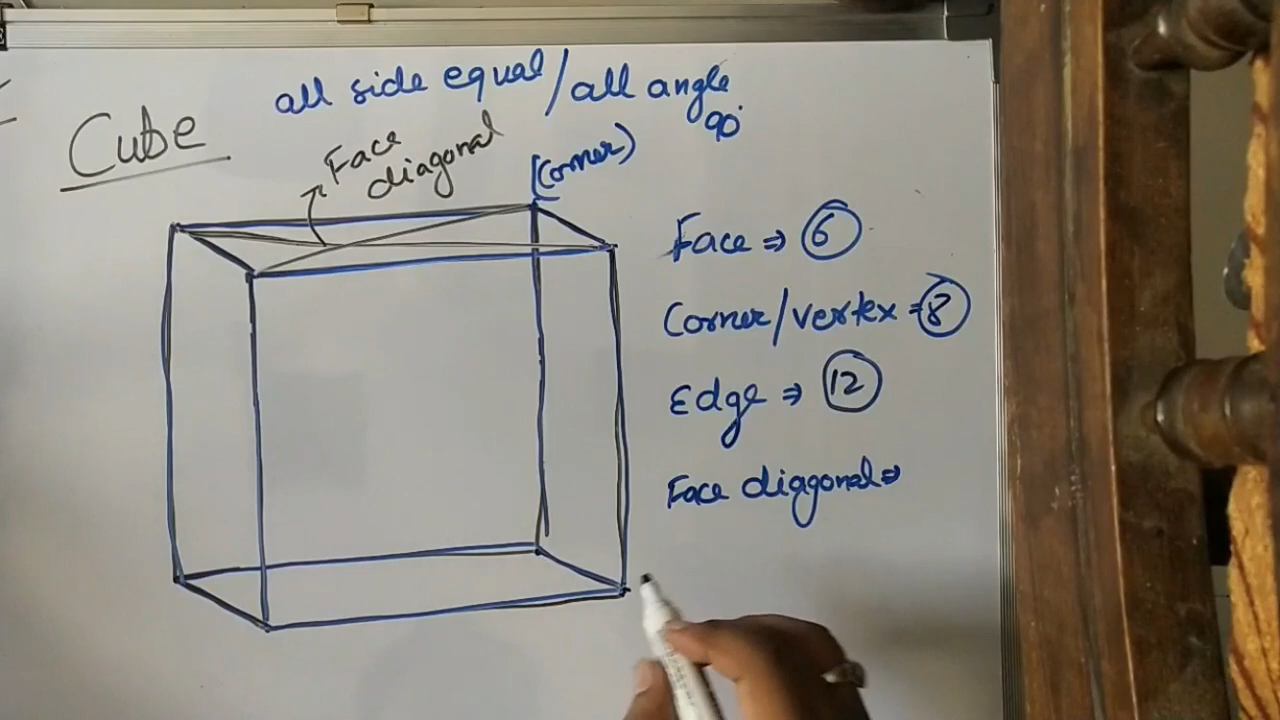 all side equal/all angle
90°
Cube
Face
diagonal
(Corner)
Face ⇒ 6
Corner/vertex = 8
Edge ⇒ 12
Face diagonal ⇒